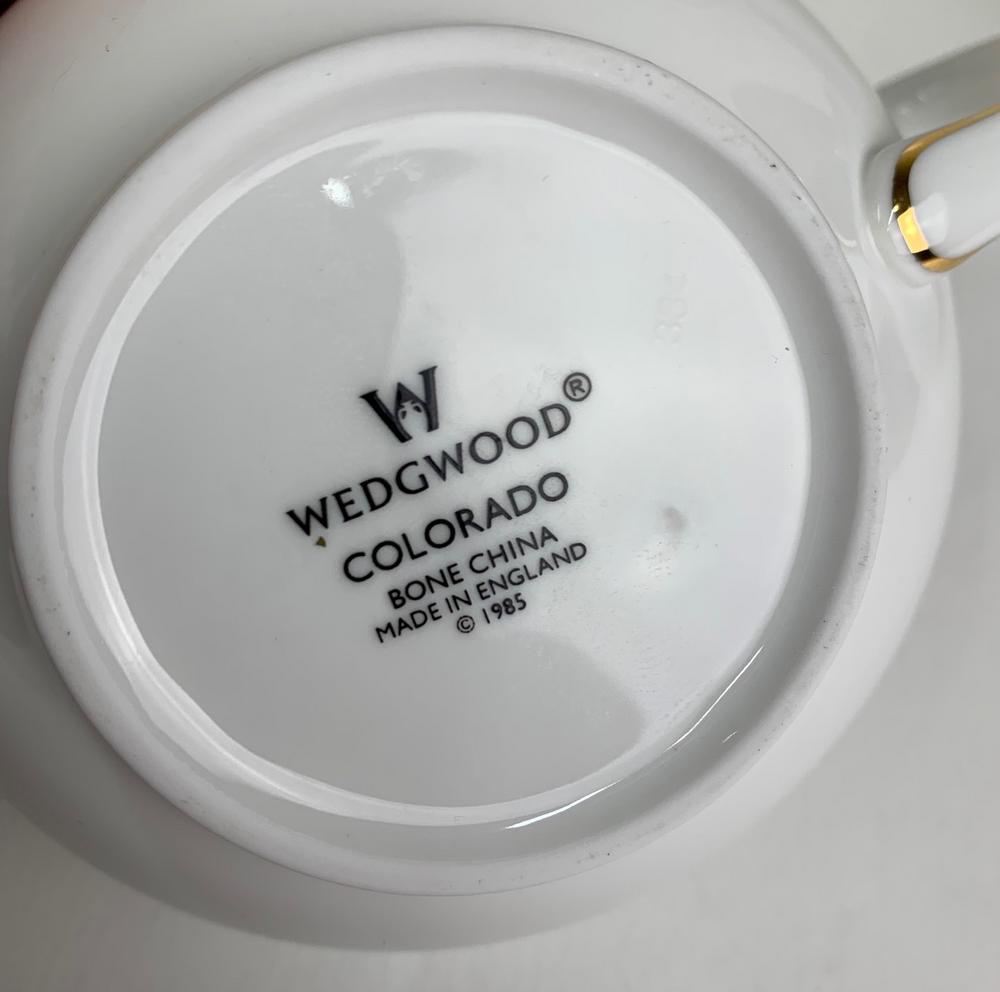 W
WEDGWOOD®
COLORADO
BONE CHINA
MADE IN ENGLAND
© 1985